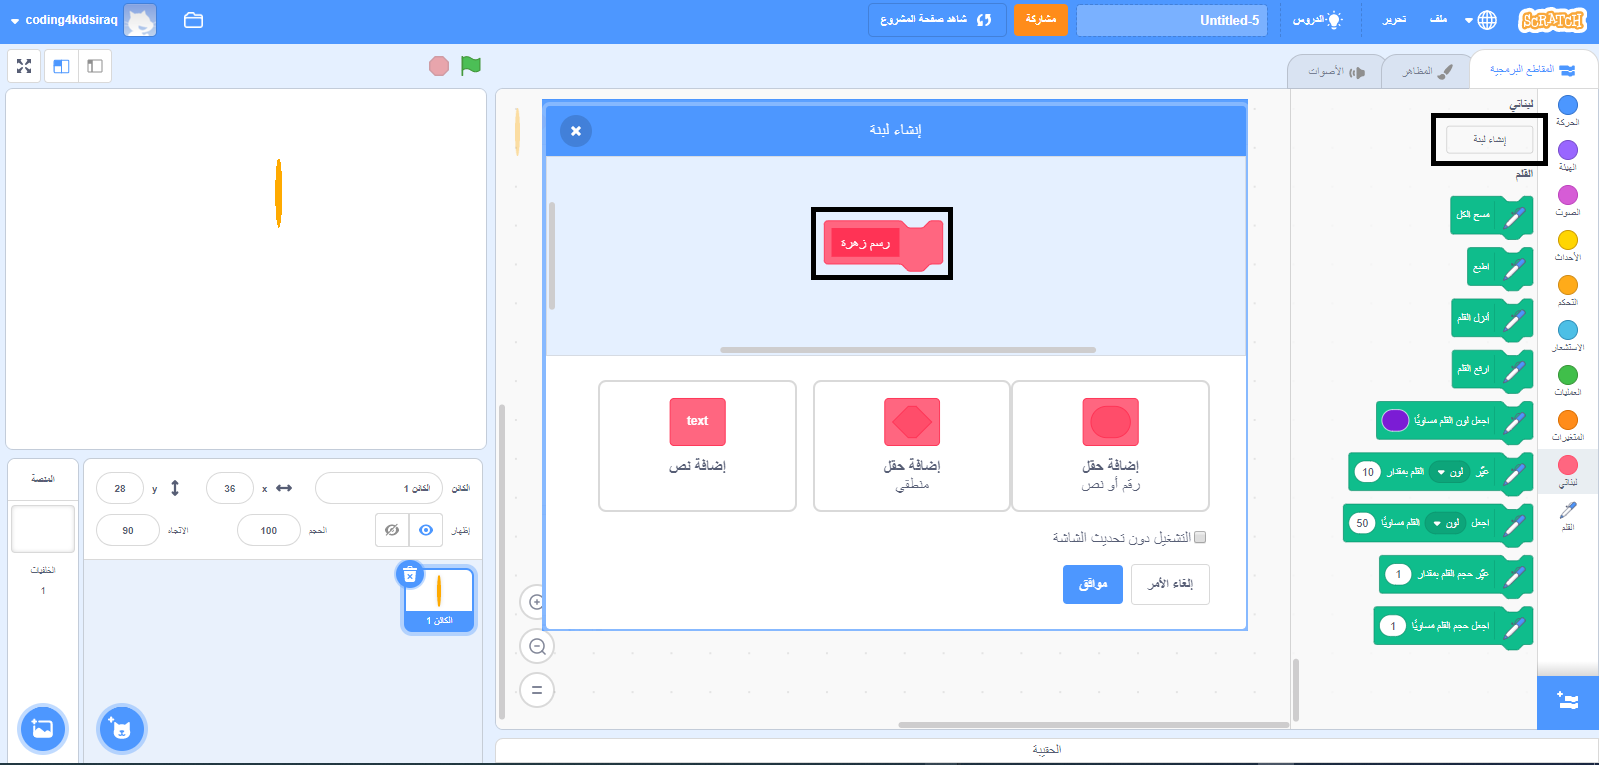 SCRATCH
ملف
تحرير
الدروس
Untitled-5
مشاركة
شاهد صفحة المشروع
coding4kidsiraq
المقاطع البرمجية
المظاهر
الأصوات
الحركة
الهيئة
الصوت
الأحداث
التحكم
الاستشعار
العمليات
المتغيرات
لبناتي
القلم
لبناتي
إنشاء لبنة
القلم
مسح الكل
اطبع
أنزل القلم
ارفع القلم
اجعل لون القلم مساويًا
غيّر لون القلم بمقدار 10
اجعل لون القلم مساويًا 50
غيّر حجم القلم بمقدار 1
اجعل حجم القلم مساويًا 1
إنشاء لبنة
رسم زهرة
إضافة حقل
رقم أو نص
إضافة حقل
منطقي
text
إضافة نص
التشغيل دون تحديث الشاشة
إلغاء الأمر
موافق
الكائن
الكائن 1
x 36
y 28
إظهار
الحجم 100
الاتجاه 90
الكائن 1
المنصة
الخلفيات
1
الحقيبة